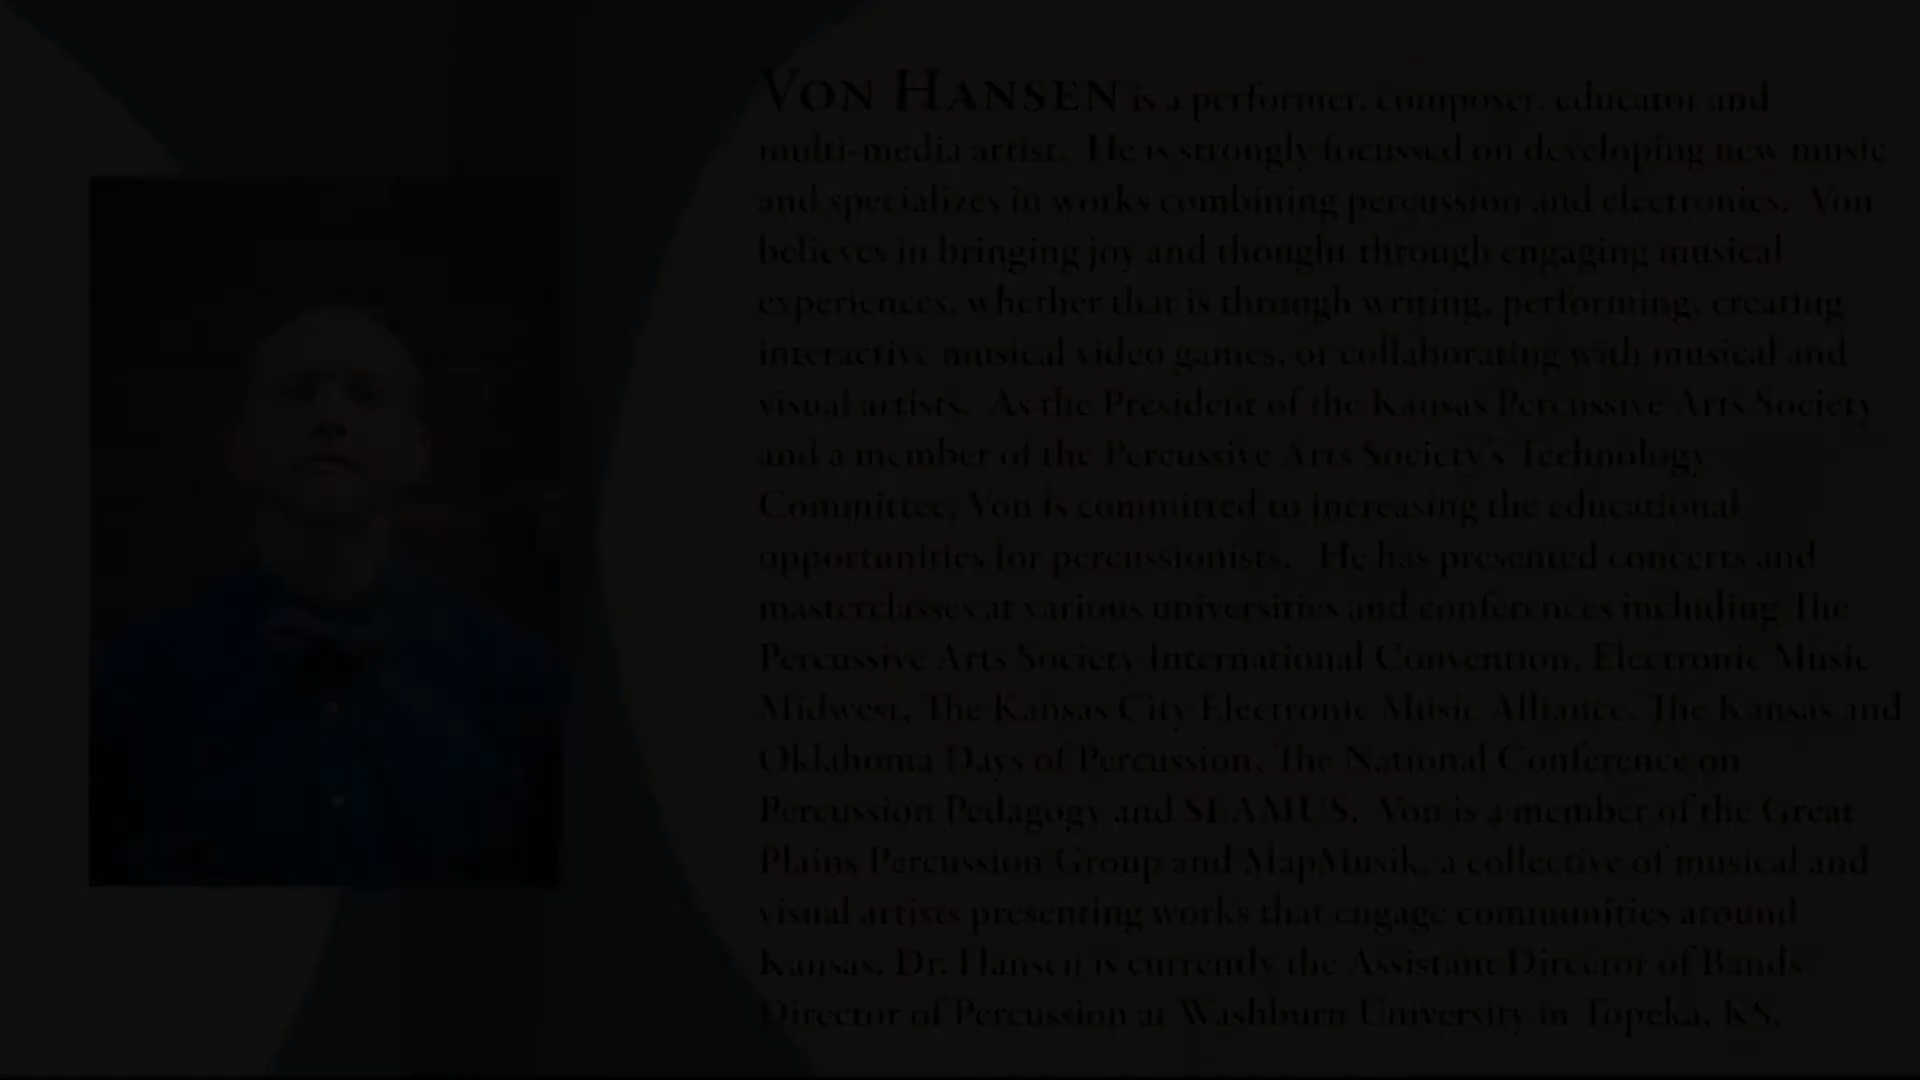 VON HANSEN is a performer, composer, educator and
multi-media artist. He is strongly focussed on developing new music
and specializes in works combining percussion and electronics. Von
believes in bringing joy and thought through engaging musical
experiences, whether that is through writing, performing, creating
interactive musical video games, or collaborating with musical and
visual artists. As the President of the Kansas Percussive Arts Society
and a member of the Percussive Arts Society's Technology
Committee, Von is committed to increasing the educational
opportunities for percussionists. He has presented concerts and
masterclasses at various universities and conferences including The
Percussive Arts Society International Convention, Electronic Music
Midwest, The Kansas City Electronic Music Alliance, The Kansas and
Oklahoma Days of Percussion, The National Conference on
Percussion Pedagogy and SLAMUS. Von is a member of the Great
Plains Percussion Group and MapMusik, a collective of musical and
visual artists presenting works that engage communities around
Kansas. Dr. Hansen is currently the Assistant Director of Bands
Director of Percussion at Washburn University in Topeka, KS.